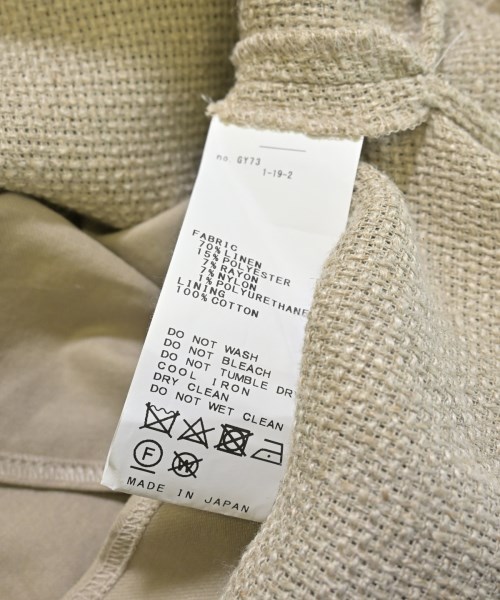 no. GY73
1-19-2
FABRIC
70% LINEN
15% POLYESTER
7% RAYON
7% NYLON
1% POLYURETHANE
LINING
100% COTTON
DO NOT WASH
DO NOT BLEACH
DO NOT TUMBLE DR
COOL IRON
DRY CLEAN
DO NOT WET CLEAN
F
W
MADE IN JAPAN